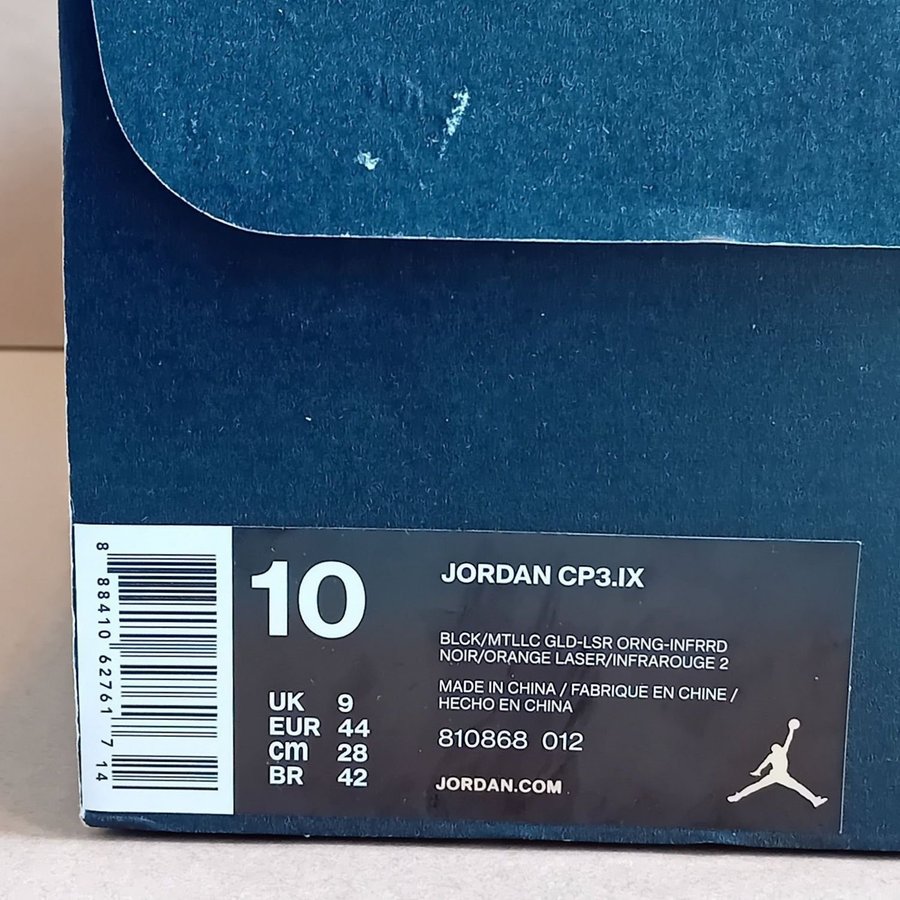 8 88410 62761 7 14
10
UK 9
EUR 44
cm 28
BR 42
JORDAN CP3.IX
BLCK/MTLLC GLD-LSR ORNG-INFRRD
NOIR/ORANGE LASER/INFRAROUGE 2
MADE IN CHINA / FABRIQUE EN CHINE /
HECHO EN CHINA
810868 012
JORDAN.COM